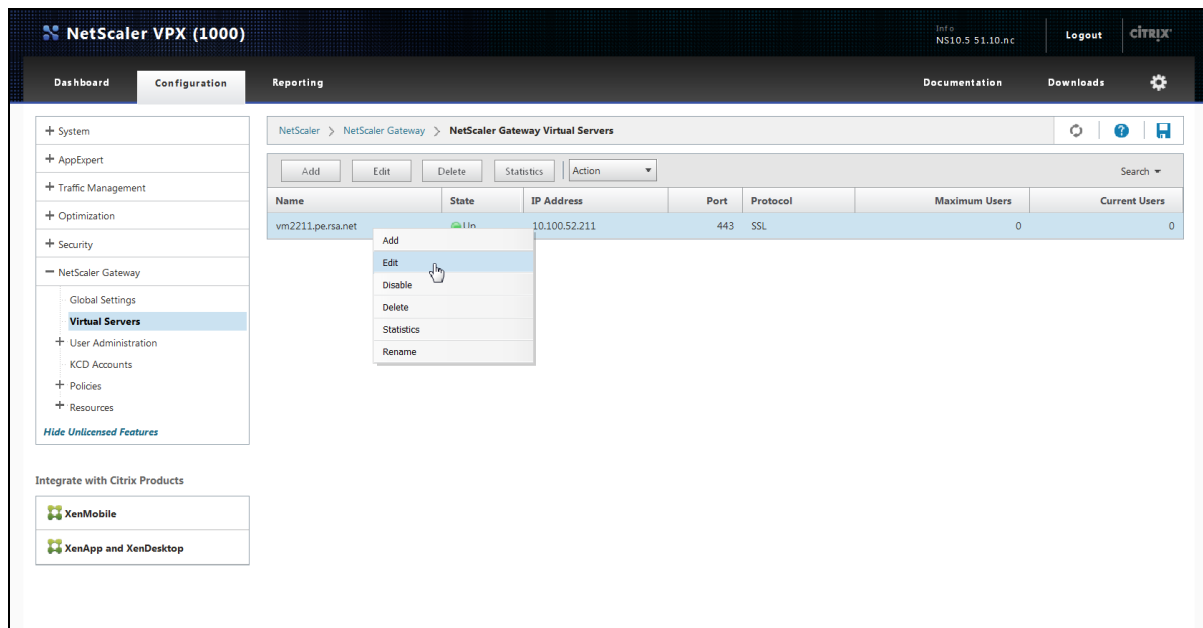 NetScaler VPX (1000)
Info
NS10.5 51.10.nc
Logout
CITRIX
Dashboard Configuration Reporting Documentation Downloads
+ System
+ AppExpert
+ Traffic Management
+ Optimization
+ Security
− NetScaler Gateway
Global Settings
Virtual Servers
+ User Administration
KCD Accounts
+ Policies
+ Resources
Hide Unlicensed Features
Integrate with Citrix Products
XenMobile
XenApp and XenDesktop
NetScaler > NetScaler Gateway > NetScaler Gateway Virtual Servers
?
Add Edit Delete Statistics Action Search
Name State IP Address Port Protocol Maximum Users Current Users
vm2211.pe.rsa.net Up 10.100.52.211 443 SSL 0 0
Add
Edit
Disable
Delete
Statistics
Rename